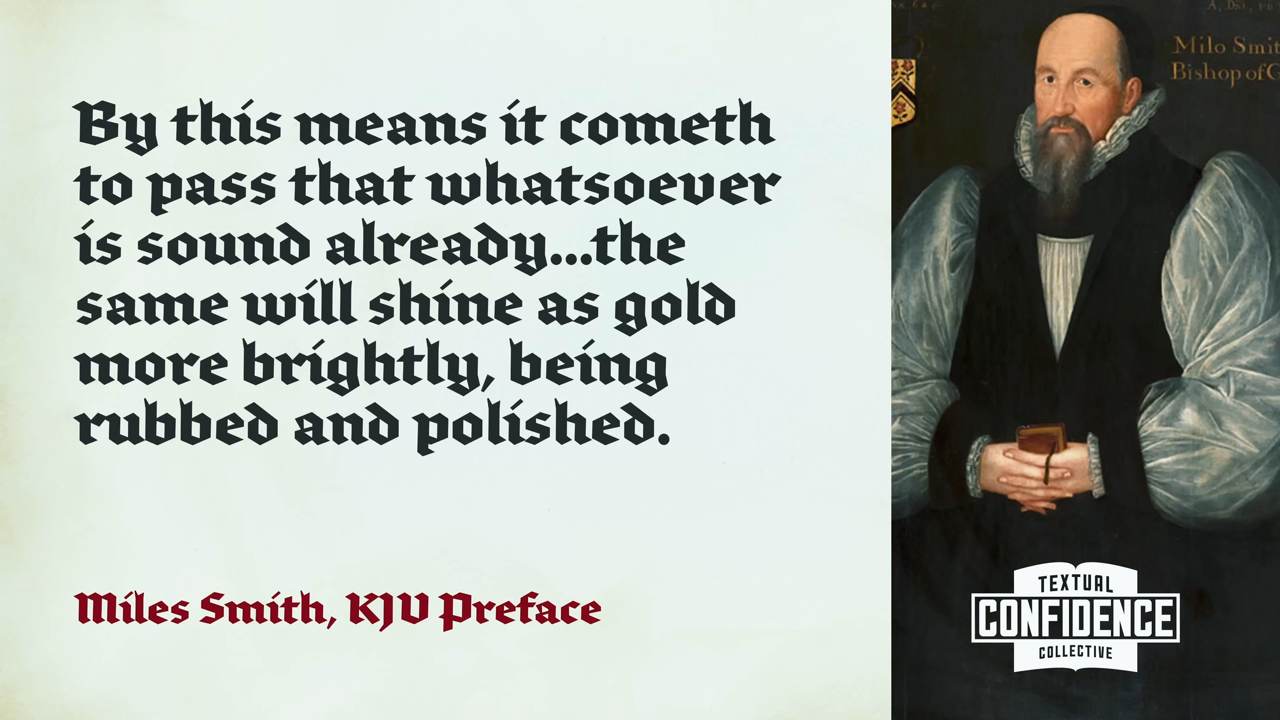 By this means it cometh
to pass that whatsoever
is sound already...the
same will shine as gold
more brightly, being
rubbed and polished.
Miles Smith, KJV Preface
Milo Smit
Bishop of G
TEXTUAL
CONFIDENCE
COLLECTIVE